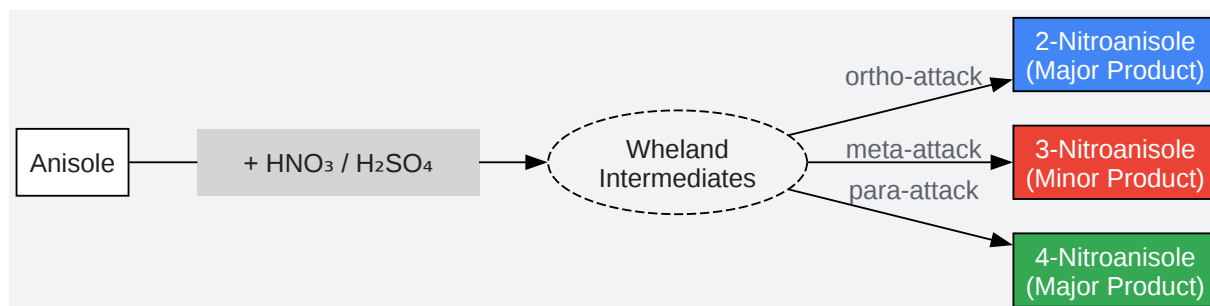 Anisole
+ HNO₃ / H₂SO₄
Wheland
Intermediates
ortho-attack
meta-attack
para-attack
2-Nitroanisole
(Major Product)
3-Nitroanisole
(Minor Product)
4-Nitroanisole
(Major Product)